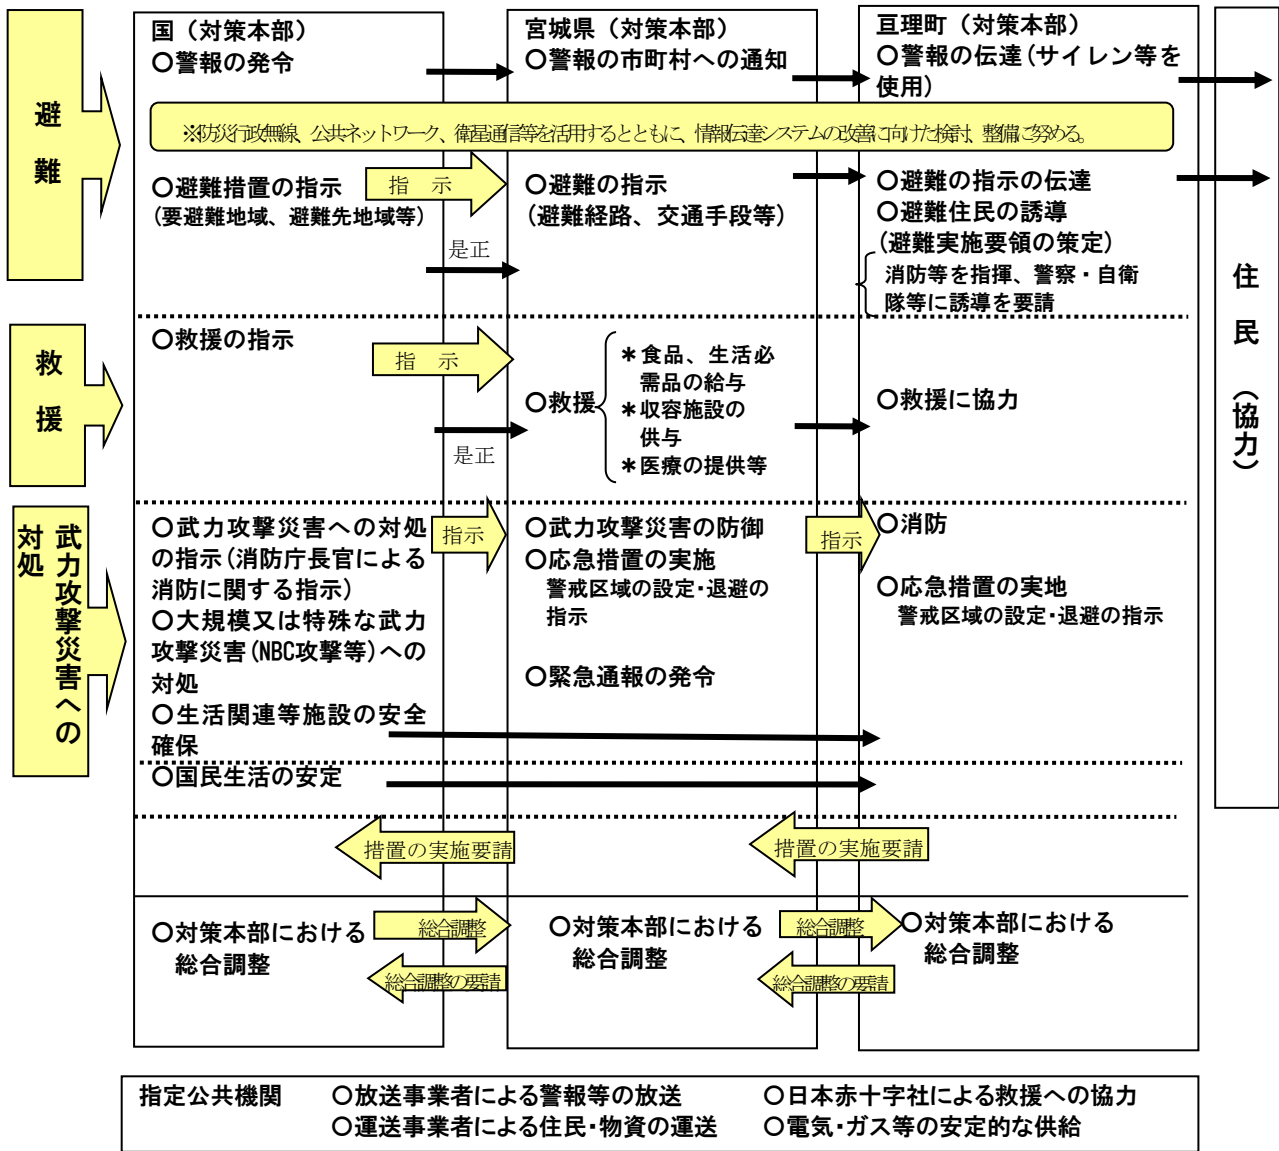 避難
国（対策本部）
〇警報の発令
宮城県（対策本部）
〇警報の市町村への通知
亘理町（対策本部）
〇警報の伝達（サイレン等を
使用）
※防災行政無線、公共ネットワーク、衛星通信等を活用するとともに、情報伝達システムの改善に向けた検討、整備に努める。
〇避難措置の指示
（要避難地域、避難先地域等）
指　示
是正
〇避難の指示
（避難経路、交通手段等）
〇避難の指示の伝達
〇避難住民の誘導
（避難実施要領の策定）
消防等を指揮、警察・自衛
隊等に誘導を要請
住民（協力）
救援
〇救援の指示
指　示
是正
〇救援
＊食品、生活必
需品の給与
＊収容施設の
供与
＊医療の提供等
〇救援に協力
武力攻撃災害への
対処
〇武力攻撃災害への対処
の指示（消防庁長官による
消防に関する指示）
〇大規模又は特殊な武力
攻撃災害（NBC攻撃等）への
対処
〇生活関連等施設の安全
確保
指示
〇武力攻撃災害の防御
〇応急措置の実施
警戒区域の設定・退避の
指示
〇緊急通報の発令
指示
〇消防
〇応急措置の実地
警戒区域の設定・退避の指示
〇国民生活の安定
措置の実施要請
措置の実施要請
〇対策本部における
総合調整
総合調整
総合調整の要請
〇対策本部における
総合調整
総合調整
総合調整の要請
〇対策本部における
総合調整
指定公共機関
〇放送事業者による警報等の放送
〇日本赤十字社による救援への協力
〇運送事業者による住民・物資の運送
〇電気・ガス等の安定的な供給